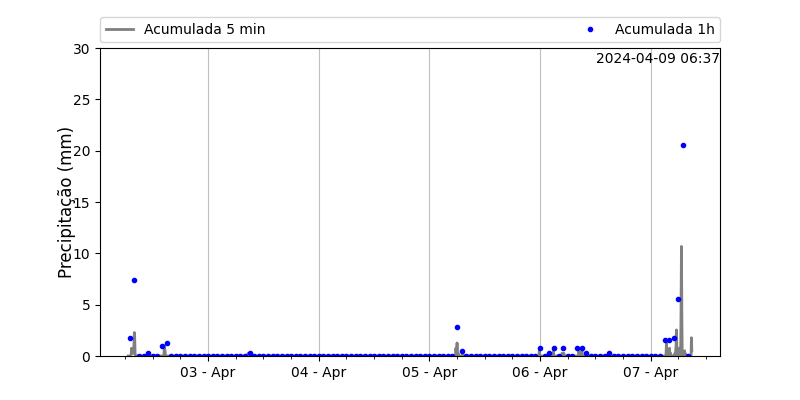 Acumulada 5 min
Acumulada 1h
2024-04-09 06:37
Precipitação (mm)
30
25
20
15
10
5
0
03 - Apr
04 - Apr
05 - Apr
06 - Apr
07 - Apr